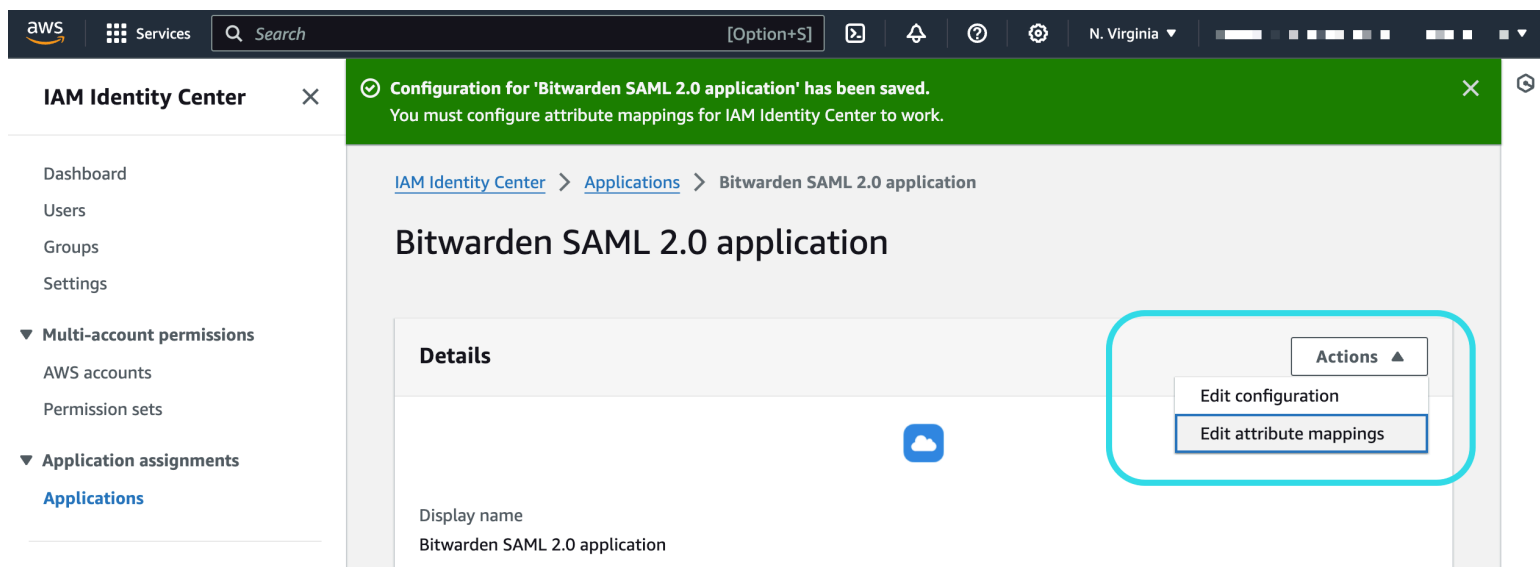 aws
Services
Search
[Option+S]
N. Virginia
IAM Identity Center
Dashboard
Users
Groups
Settings
Multi-account permissions
AWS accounts
Permission sets
Application assignments
Applications
Configuration for 'Bitwarden SAML 2.0 application' has been saved.
You must configure attribute mappings for IAM Identity Center to work.
IAM Identity Center > Applications > Bitwarden SAML 2.0 application
Bitwarden SAML 2.0 application
Details
Actions
Edit configuration
Edit attribute mappings
Display name
Bitwarden SAML 2.0 application